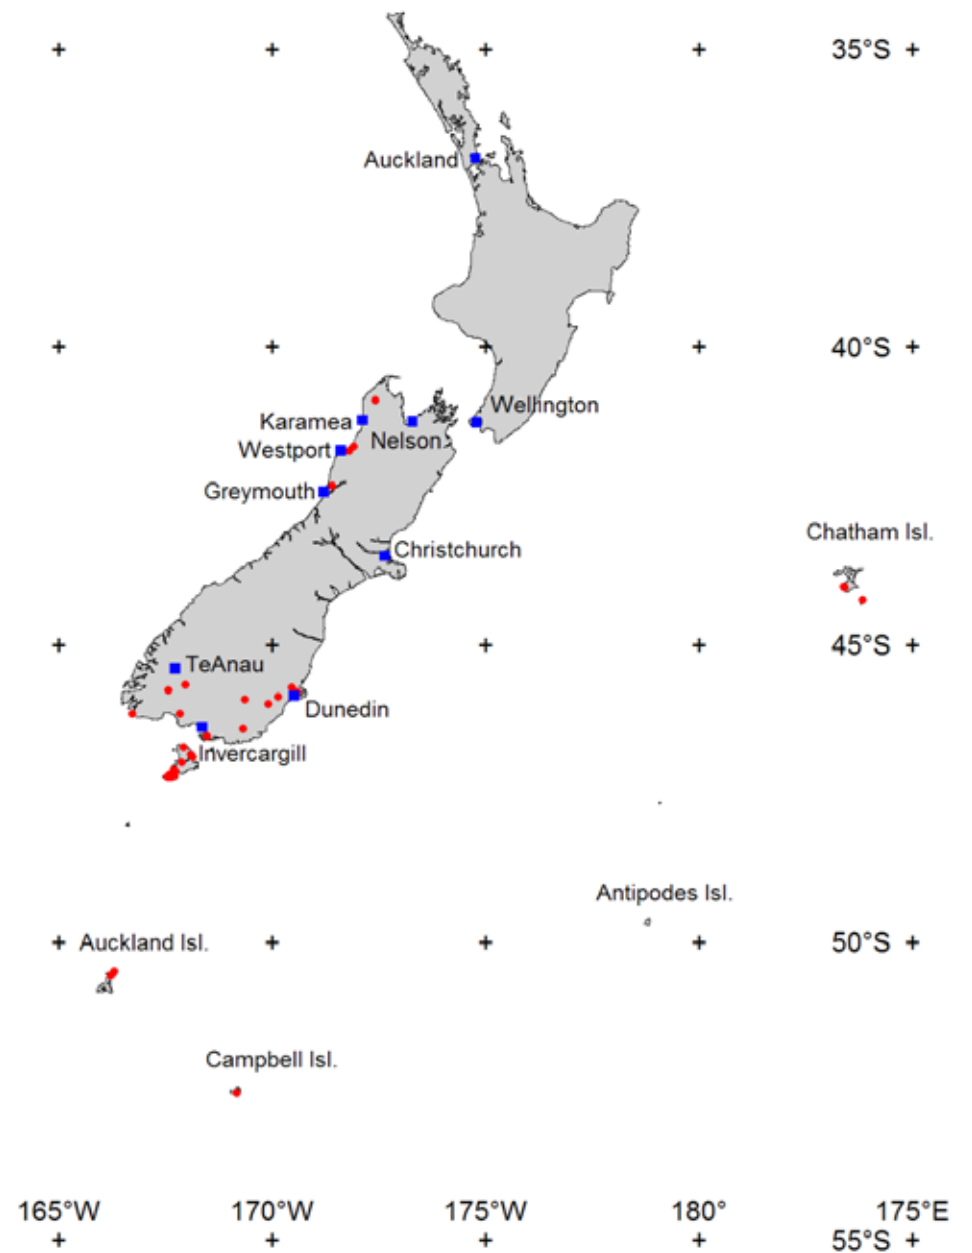 35°S
Auckland
40°S
Wellington
Karamea
Nelson
Westport
Greymouth
Chatham Isl.
Christchurch
45°S
TeAnau
Dunedin
Invercargill
Antipodes Isl.
Auckland Isl.
50°S
Campbell Isl.
165°W 170°W 175°W 180° 175°E
55°S